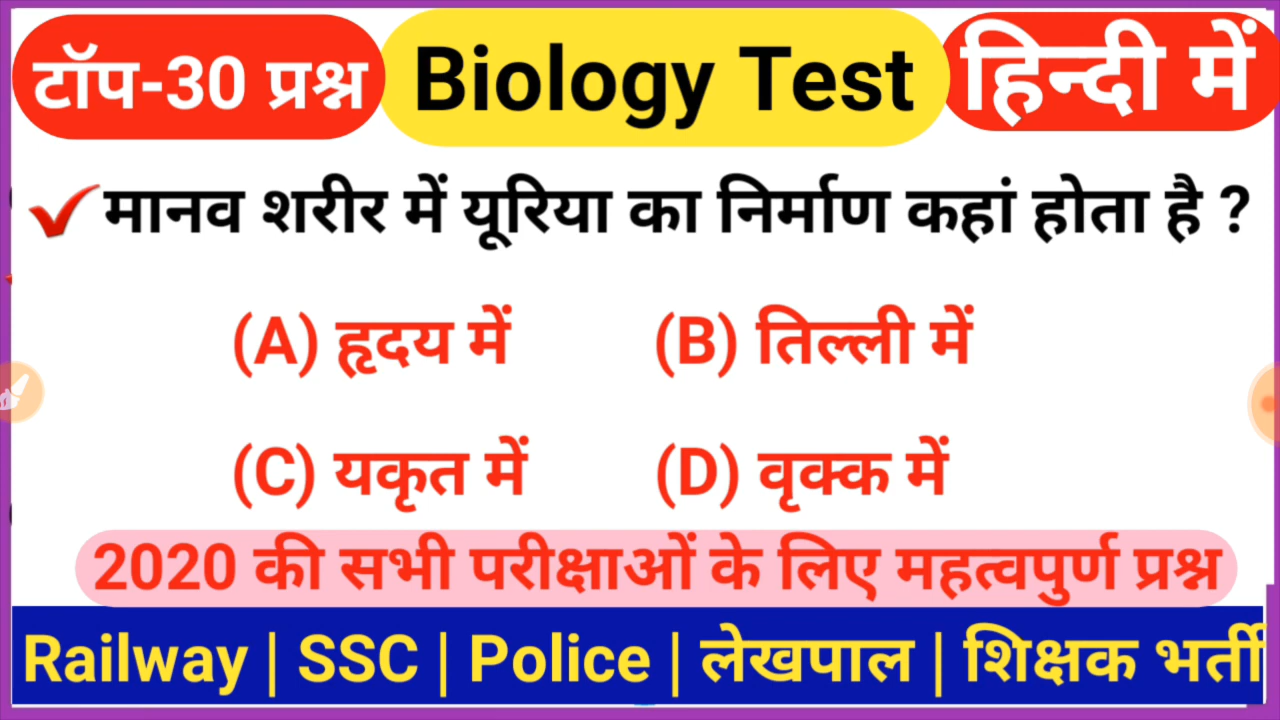 टॉप-30 प्रश्न Biology Test हिन्दी में
मानव शरीर में यूरिया का निर्माण कहां होता है ?
(A) हृदय में (B) तिल्ली में
(C) यकृत में (D) वृक्क में
2020 की सभी परीक्षाओं के लिए महत्वपुर्ण प्रश्न
Railway | SSC | Police | लेखपाल | शिक्षक भर्ती